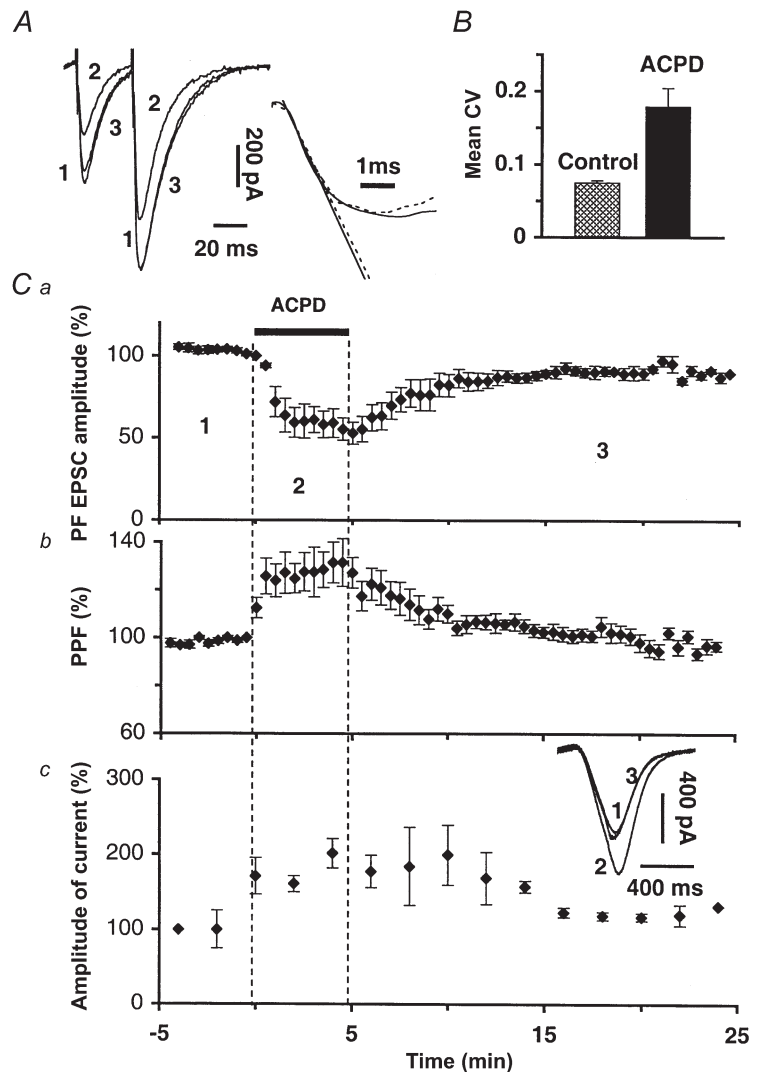 A
2
3
2
1
3
1
200 pA
20 ms
1ms
B
ACPD
Control
Mean CV
0.2
0.1
0
C a
ACPD
PF EPSC amplitude (%)
100
50
0
1
2
3
b
PPF (%)
140
100
60
c
Amplitude of current (%)
300
200
100
0
3
1
2
400 pA
400 ms
-5
5
15
25
Time (min)